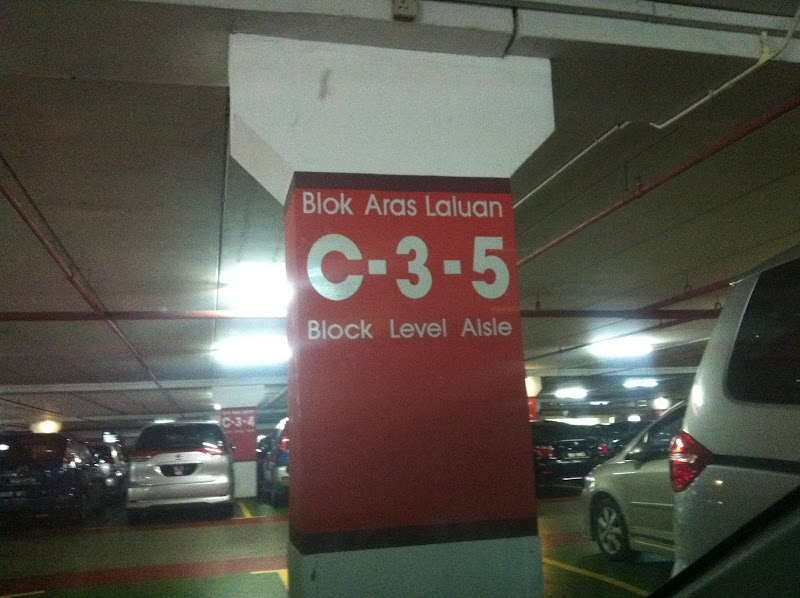 Blok Aras Laluan
C-3-5
Block Level Aisle
C-3-4